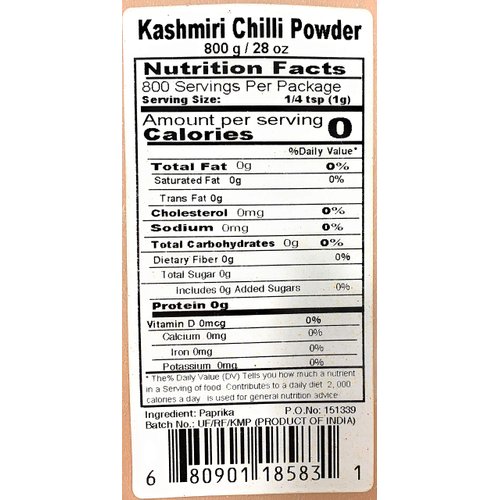 Kashmiri Chilli Powder
800 g / 28 oz
Nutrition Facts
800 Servings Per Package
Serving Size: 1/4 tsp (1g)
Amount per serving
Calories 0
%Daily Value*
Total Fat 0g 0%
Saturated Fat 0g 0%
Trans Fat 0g
Cholesterol 0mg 0%
Sodium 0mg 0%
Total Carbohydrates 0g 0%
Dietary Fiber 0g 0%
Total Sugar 0g
Includes 0g Added Sugars 0%
Protein 0g
Vitamin D 0mcg 0%
Calcium 0mg 0%
Iron 0mg 0%
Potassium 0mg 0%
* The% Daily Value (DV) Tells you how much a nutrient
in a Serving of food Contributes to a daily diet 2, 000
calories a day is used for general nutrition advice
Ingredient: Paprika P.O.No: 151339
Batch No.: UF/RF/KMP (PRODUCT OF INDIA)
6 80901 18583 1